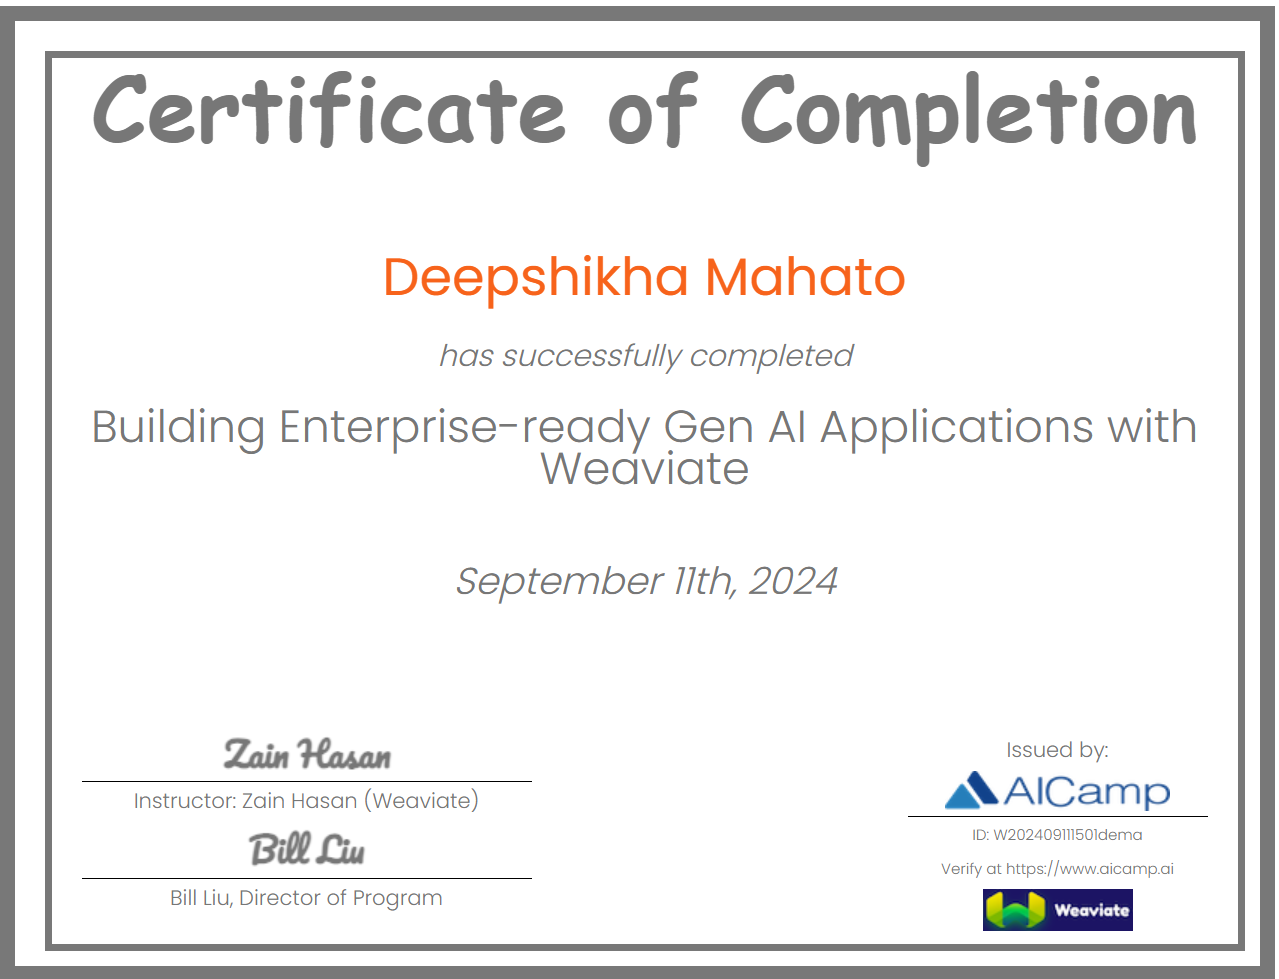 Certificate of Completion
Deepshikha Mahato
has successfully completed
Building Enterprise-ready Gen AI Applications with
Weaviate
September 11th, 2024
Zain Hasan
Instructor: Zain Hasan (Weaviate)
Bill Liu
Bill Liu, Director of Program
Issued by:
AICamp
ID: W202409111501dema
Verify at https://www.aicamp.ai
Weaviate